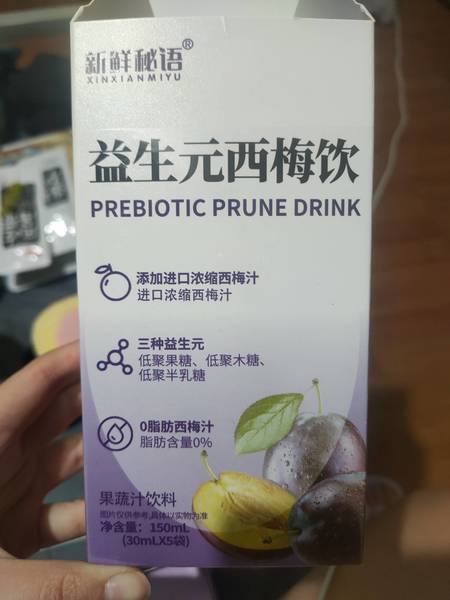 新鲜秘语®
XINXIANMIYU
益生元西梅饮
PREBIOTIC PRUNE DRINK
添加进口浓缩西梅汁
进口浓缩西梅汁
三种益生元
低聚果糖、低聚木糖、
低聚半乳糖
0脂肪西梅汁
脂肪含量0%
果蔬汁饮料
图片仅供参考,具体以实物为准
净含量：150mL
(30mLX5袋)